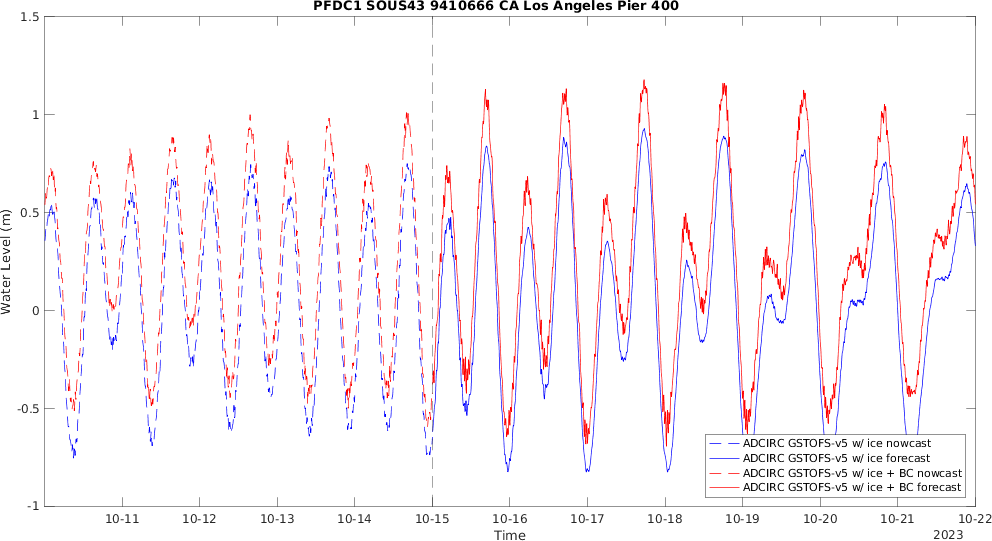 PFDC1 SOUS43 9410666 CA Los Angeles Pier 400
1.5
1
0.5
0
-0.5
-1
Water Level (m)
ADCIRC GSTOFS-v5 w/ ice nowcast
ADCIRC GSTOFS-v5 w/ ice forecast
ADCIRC GSTOFS-v5 w/ ice + BC nowcast
ADCIRC GSTOFS-v5 w/ ice + BC forecast
10-11 10-12 10-13 10-14 10-15 10-16 10-17 10-18 10-19 10-20 10-21 10-22
Time
2023